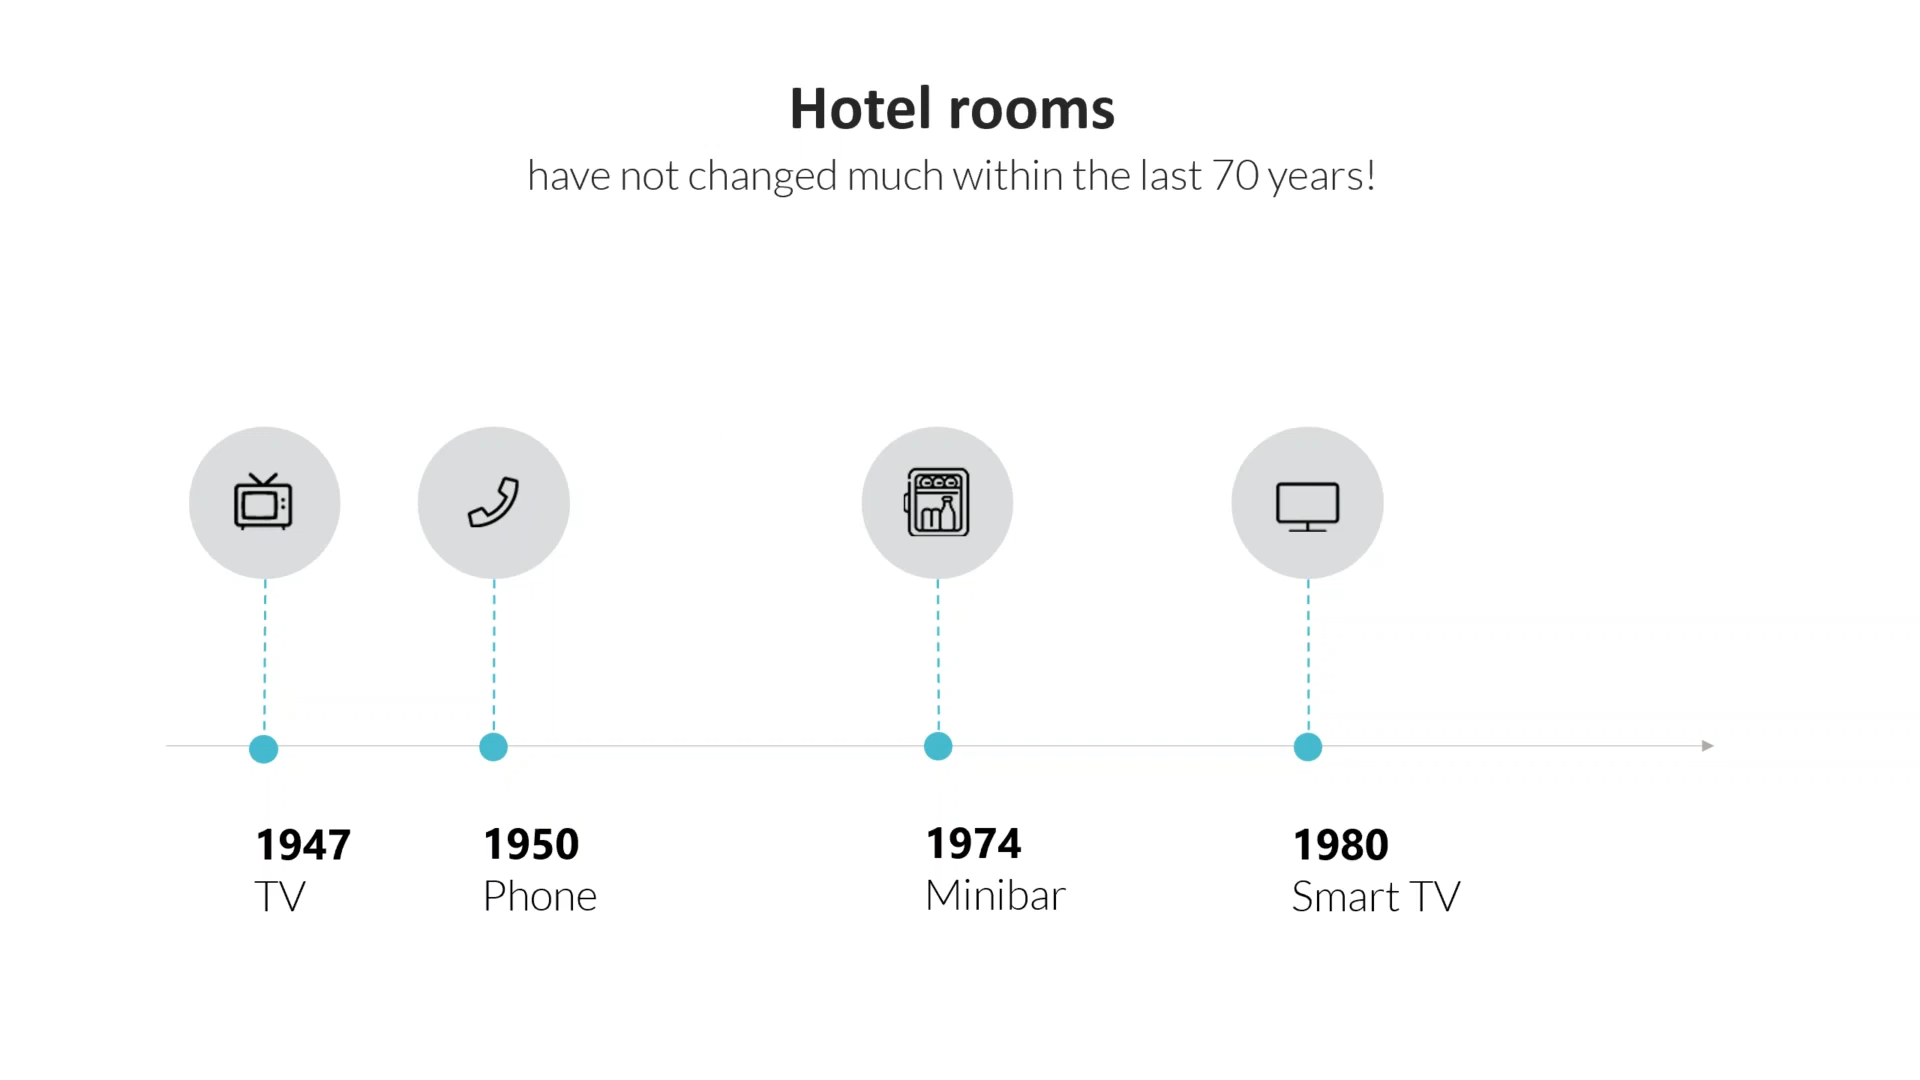 Hotel rooms
have not changed much within the last 70 years!
1947
TV
1950
Phone
1974
Minibar
1980
Smart TV